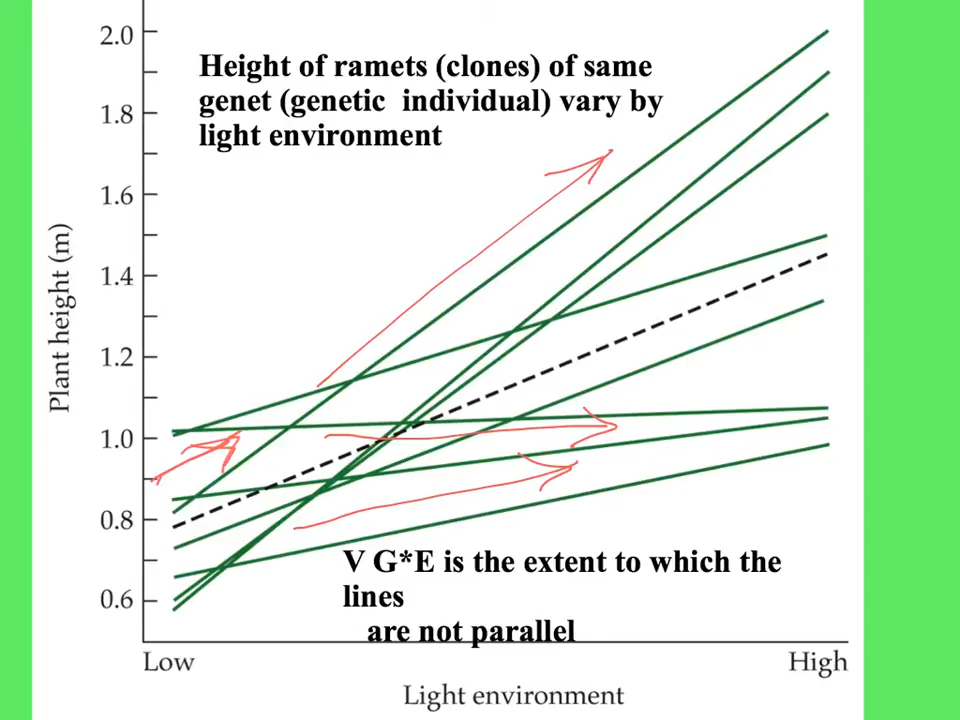 2.0
Height of ramets (clones) of same
genet (genetic individual) vary by
light environment
1.8
1.6
1.4
1.2
1.0
0.8
0.6
Plant height (m)
V G*E is the extent to which the
lines
are not parallel
Low
High
Light environment